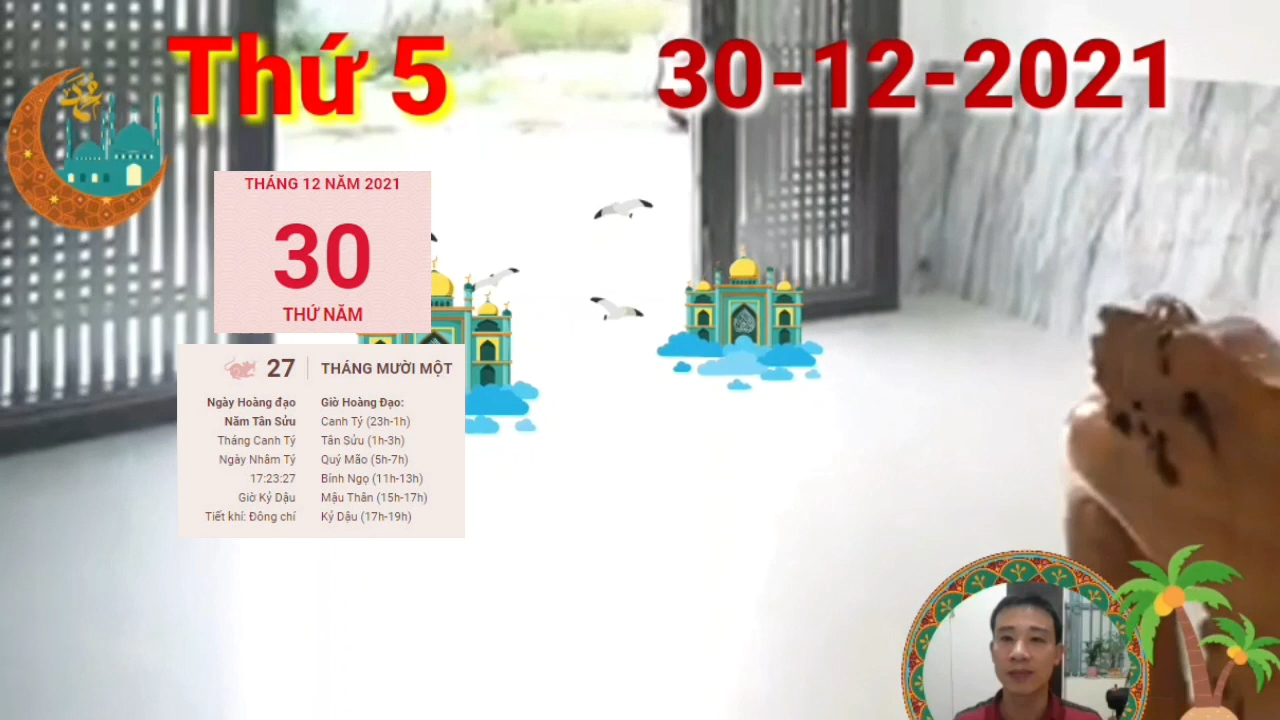 Thứ 5
30-12-2021
THÁNG 12 NĂM 2021
30
THỨ NĂM
27
THÁNG MƯỜI MỘT
Ngày Hoàng đạo
Năm Tân Sửu
Tháng Canh Tý
Ngày Nhâm Tý
17:23:27
Giờ Kỷ Dậu
Tiết khí: Đông chí
Giờ Hoàng Đạo:
Canh Tý (23h-1h)
Tân Sửu (1h-3h)
Quý Mão (5h-7h)
Bính Ngọ (11h-13h)
Mậu Thân (15h-17h)
Kỷ Dậu (17h-19h)